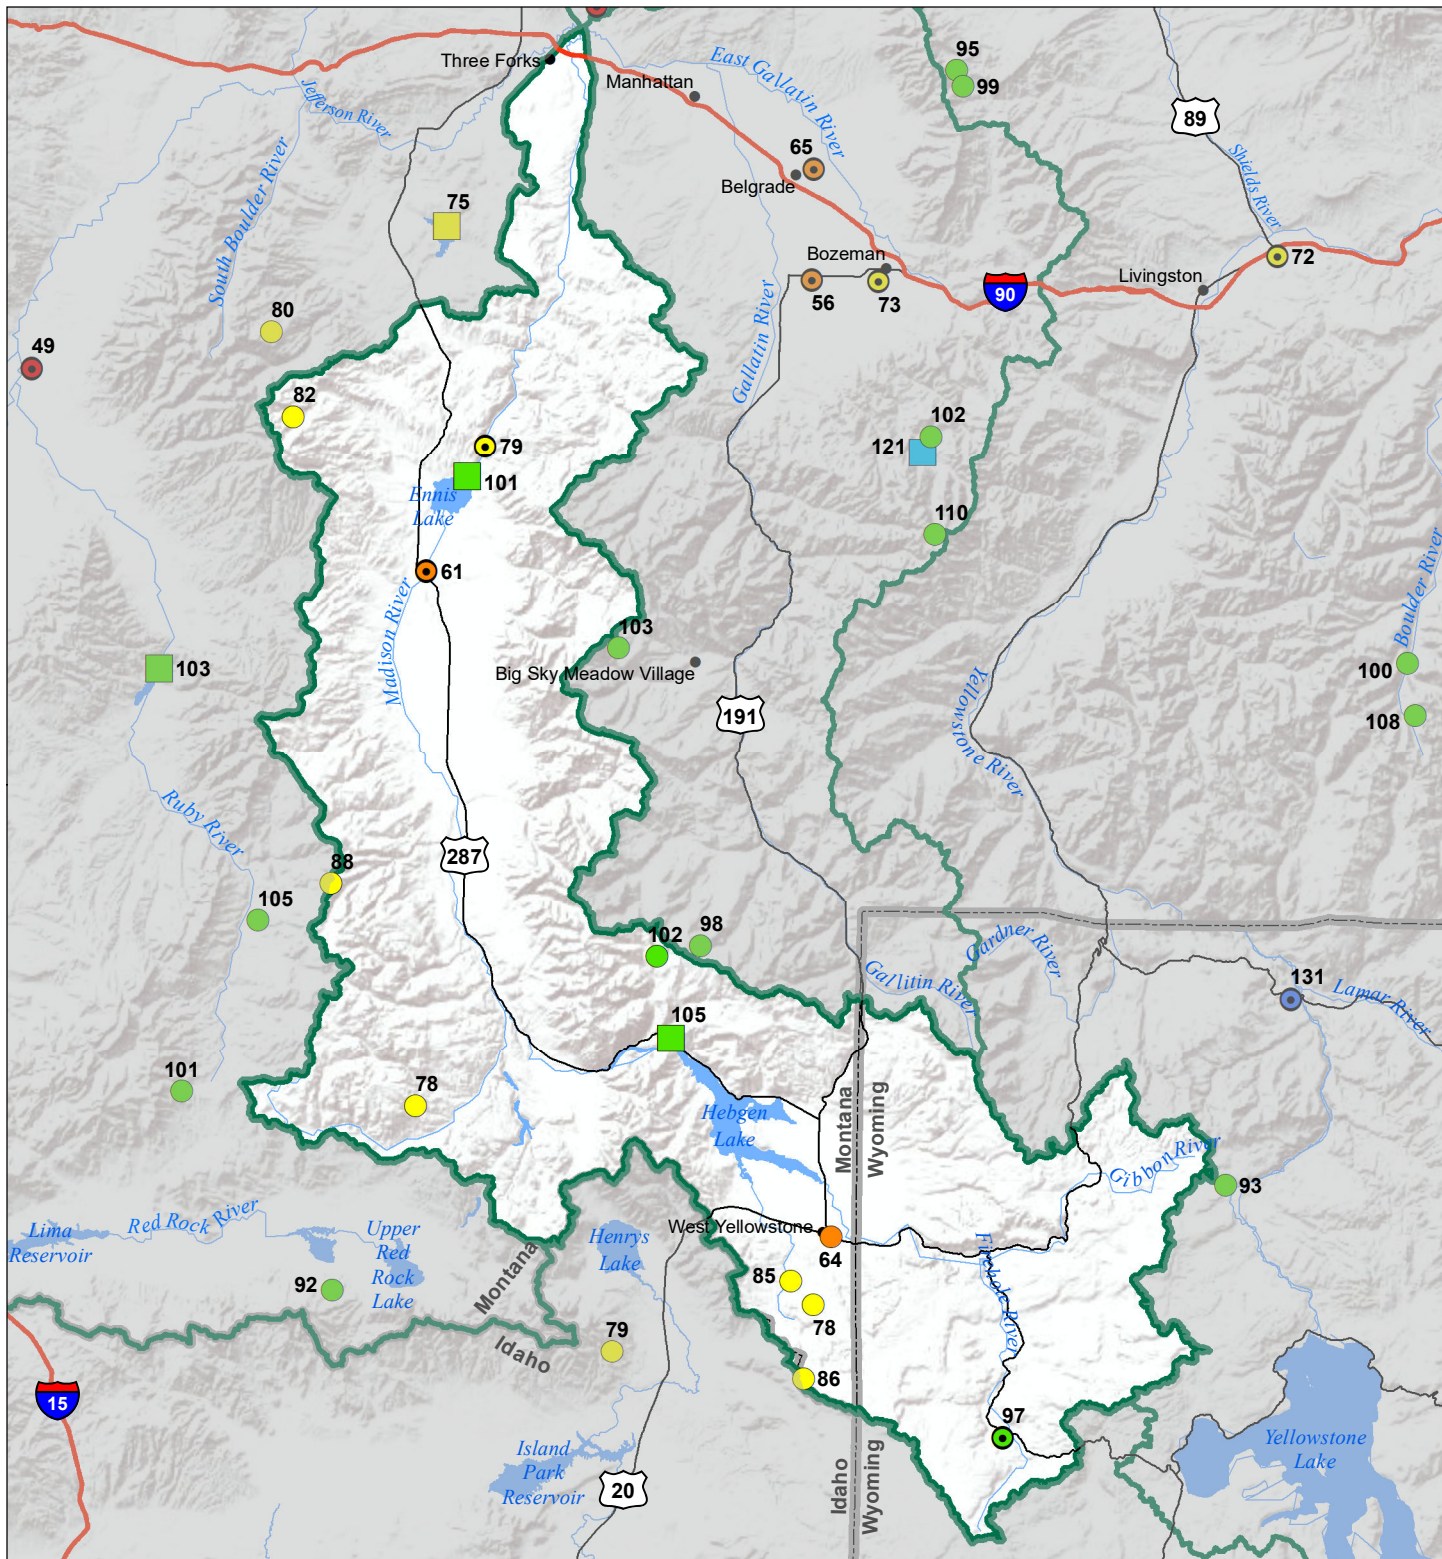 Three Forks
Manhattan
East Gallatin River
95
99
89
Jefferson River
65
Belgrade
Shields River
South Boulder River
75
Bozeman
72
Livingston
80
56
73
90
Gallatin River
49
82
102
79
121
101
Ennis
Lake
110
Boulder River
61
Madison River
103
103
Big Sky Meadow Village
100
Yellowstone River
191
108
Ruby River
287
88
105
98
102
Gardner River
Gallitin River
131
Lamar River
105
101
78
Hebgen
Lake
Montana
Wyoming
Gibbon River
93
Lima
Reservoir
Red Rock River
Upper
Red
Rock
Lake
Henrys
Lake
West Yellowstone
64
Firehole River
Montana
Idaho
92
85
78
79
86
15
97
Island
Park
Reservoir
20
Idaho
Wyoming
Yellowstone
Lake